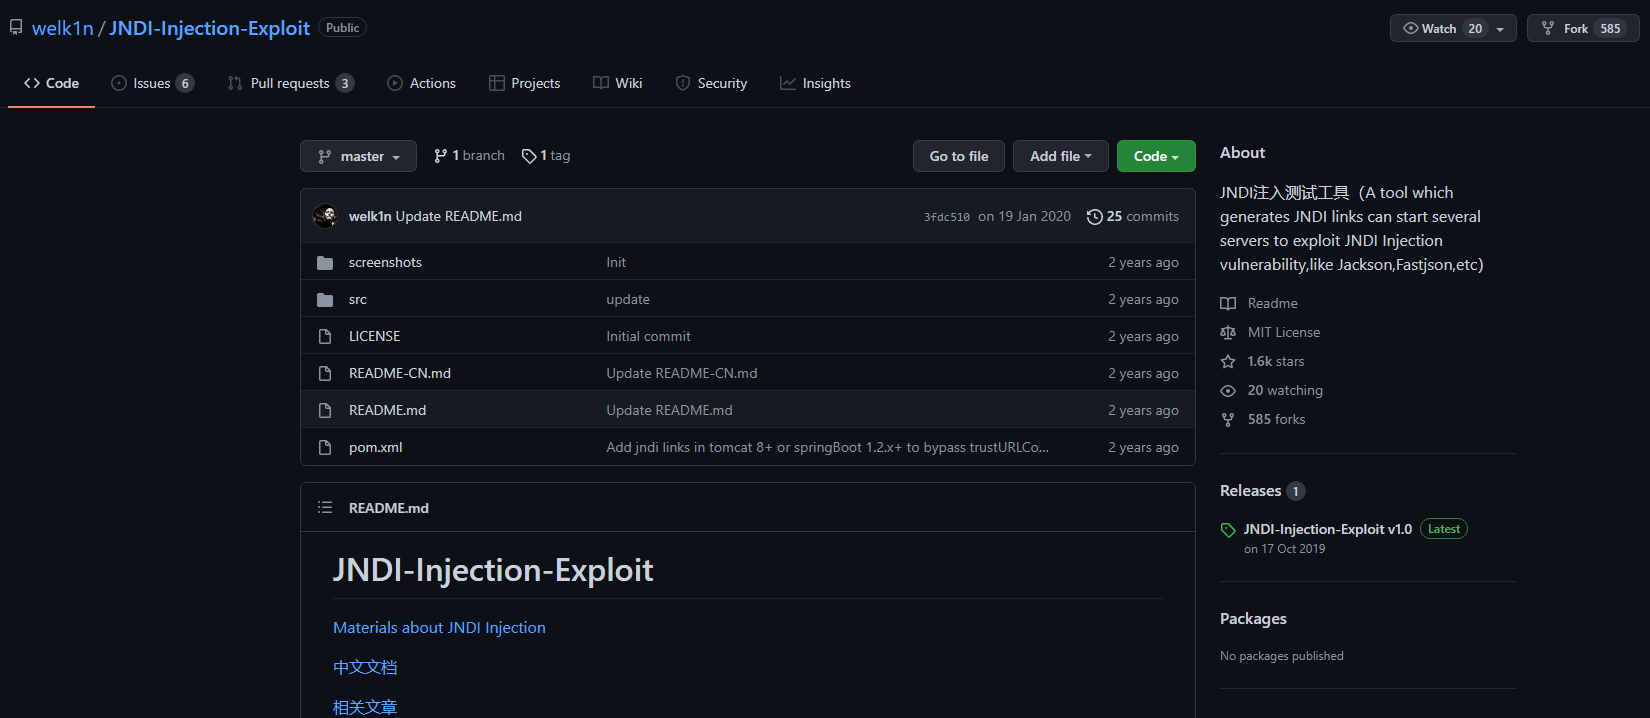 welk1n / JNDI-Injection-Exploit Public
Watch 20
Fork 585
Code
Issues 6
Pull requests 3
Actions
Projects
Wiki
Security
Insights
master
1 branch
1 tag
Go to file
Add file
Code
welk1n Update README.md
3fdc510 on 19 Jan 2020
25 commits
screenshots Init 2 years ago
src update 2 years ago
LICENSE Initial commit 2 years ago
README-CN.md Update README-CN.md 2 years ago
README.md Update README.md 2 years ago
pom.xml Add jndi links in tomcat 8+ or springBoot 1.2.x+ to bypass trustURLCo... 2 years ago
README.md
JNDI-Injection-Exploit
Materials about JNDI Injection
中文文档
相关文章
About
JNDI注入测试工具（A tool which
generates JNDI links can start several
servers to exploit JNDI Injection
vulnerability,like Jackson,Fastjson,etc）
Readme
MIT License
1.6k stars
20 watching
585 forks
Releases 1
JNDI-Injection-Exploit v1.0 Latest
on 17 Oct 2019
Packages
No packages published